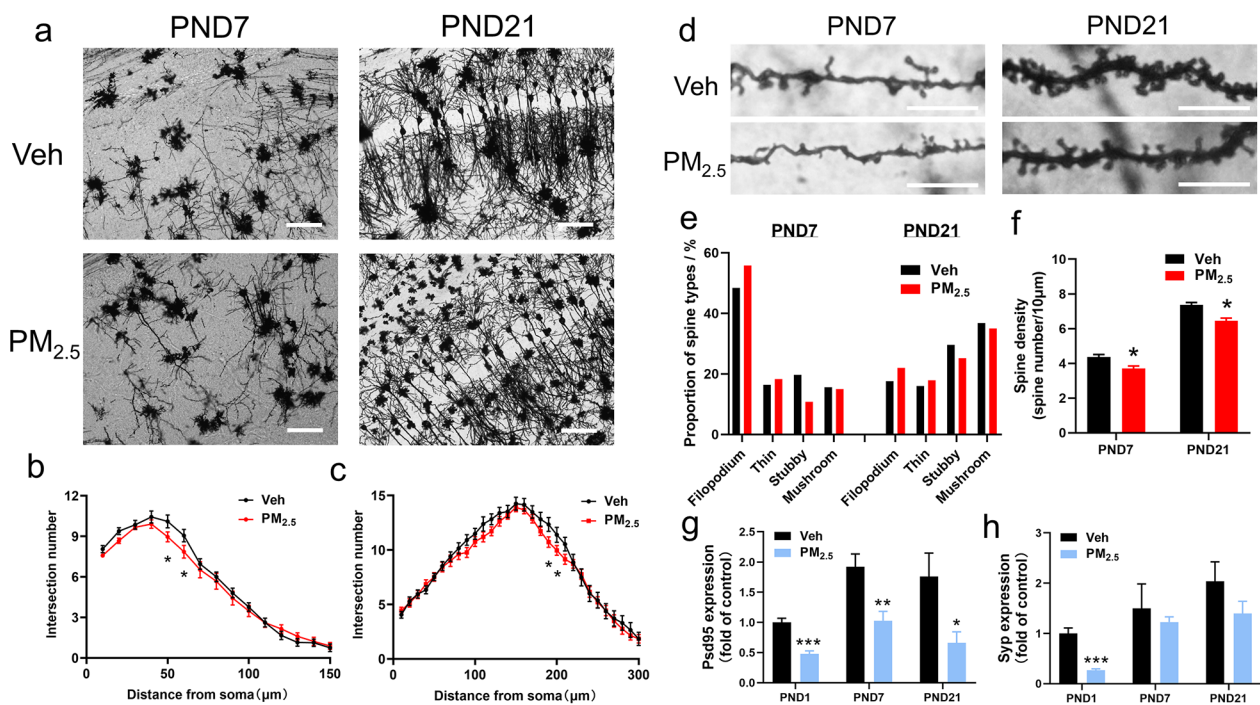 a
PND7
PND21
Veh
PM2.5
d
PND7
PND21
Veh
PM2.5
b
12
9
6
3
0
Intersection number
Veh
PM2.5
*
*
0
50
100
150
Distance from soma(μm)
c
15
10
5
0
Intersection number
Veh
PM2.5
*
*
0
100
200
300
Distance from soma(μm)
e
PND7
PND21
Veh
PM2.5
60
40
20
0
Proportion of spine types / %
Filopodium
Thin
Stubby
Mushroom
Filopodium
Thin
Stubby
Mushroom
f
Veh
PM2.5
10
8
6
4
2
0
Spine density
(spine number/10μm)
*
*
PND7
PND21
g
Veh
PM2.5
2.5
2.0
1.5
1.0
0.5
0.0
Psd95 expression
(fold of control)
***
**
*
PND1
PND7
PND21
h
Veh
PM2.5
3
2
1
0
Syp expression
(fold of control)
***
PND1
PND7
PND21